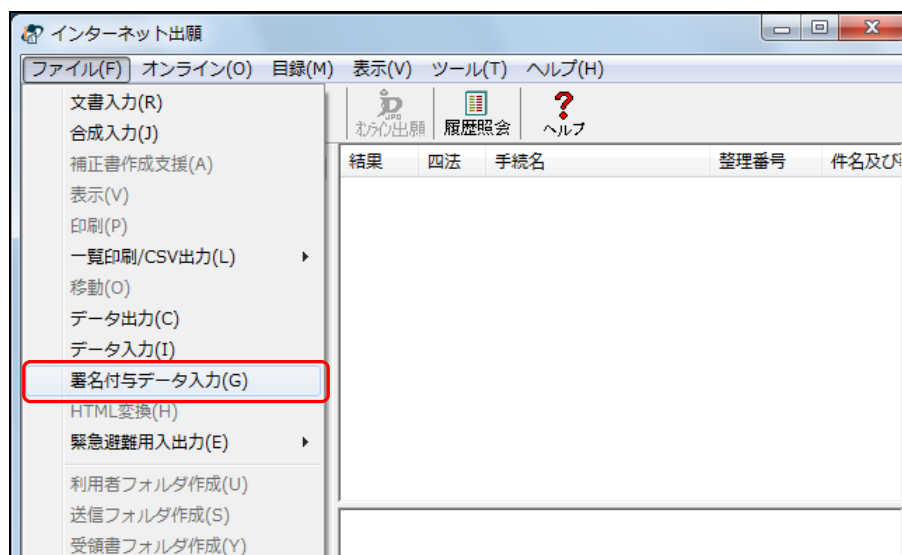 インターネット出願
ファイル(F) オンライン(O) 目録(M) 表示(V) ツール(T) ヘルプ(H)
文書入力(R)
合成入力(J)
補正書作成支援(A)
表示(V)
印刷(P)
一覧印刷/CSV出力(L)
移動(O)
データ出力(C)
データ入力(I)
署名付与データ入力(G)
HTML変換(H)
緊急避難用入出力(E)
利用者フォルダ作成(U)
送信フォルダ作成(S)
受領書フォルダ作成(Y)
JPO
オンライン出願 履歴照会 ヘルプ
結果 四法 手続名 整理番号 件名及び